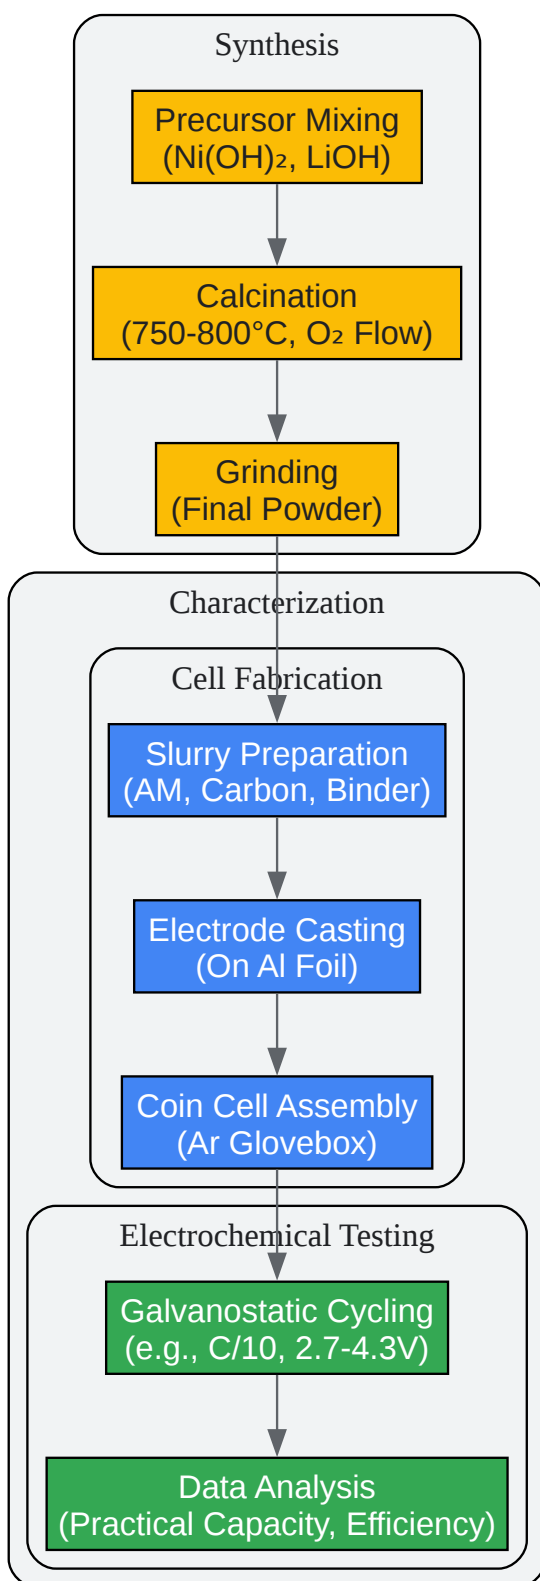 Synthesis
Precursor Mixing
(Ni(OH)₂, LiOH)
Calcination
(750-800°C, O₂ Flow)
Grinding
(Final Powder)
Characterization
Cell Fabrication
Slurry Preparation
(AM, Carbon, Binder)
Electrode Casting
(On Al Foil)
Coin Cell Assembly
(Ar Glovebox)
Electrochemical Testing
Galvanostatic Cycling
(e.g., C/10, 2.7-4.3V)
Data Analysis
(Practical Capacity, Efficiency)